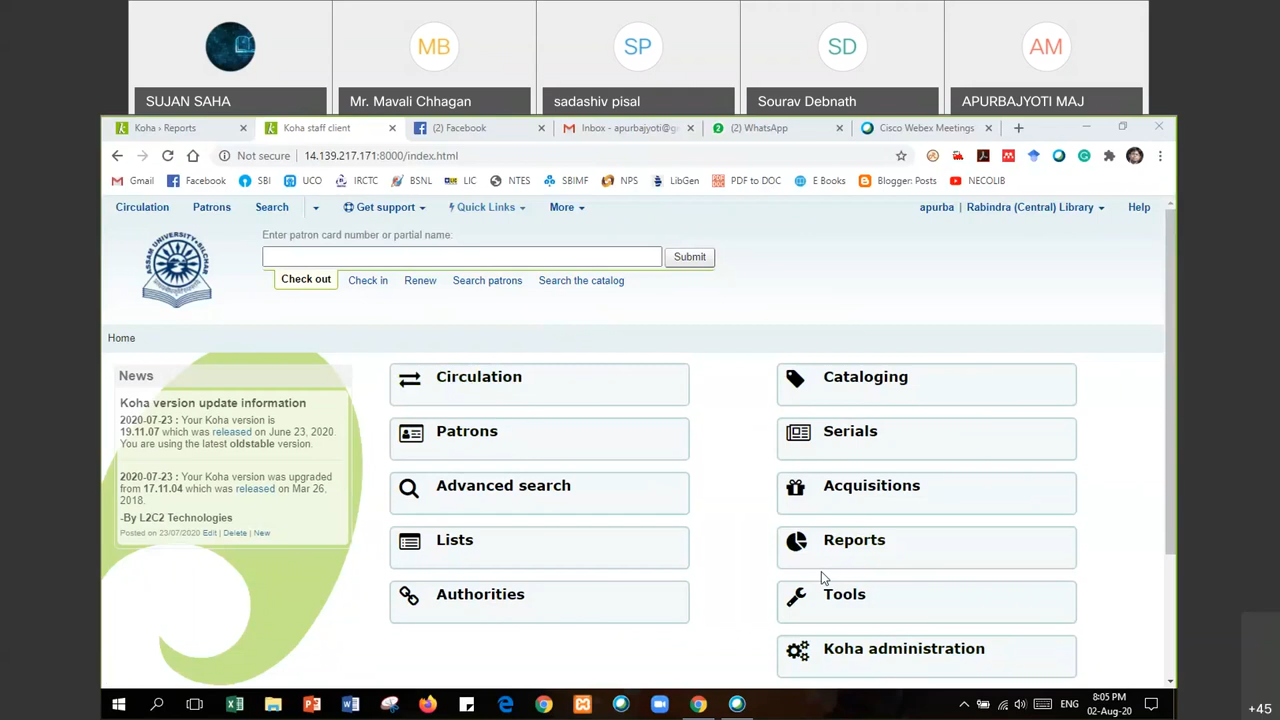 MB
SP
SD
AM
SUJAN SAHA
Mr. Mavali Chhagan
sadashiv pisal
Sourav Debnath
APURBAJYOTI MAJ
Koha › Reports
Koha staff client
(2) Facebook
Inbox - apurbajyoti@g
2
(2) WhatsApp
Cisco Webex Meetings
Not secure
14.139.217.171:8000/index.html
Gmail
Facebook
SBI
UCO
IRCTC
BSNL
LIC
NTES
SBIMF
NPS
LibGen
PDF to DOC
E Books
Blogger: Posts
NECOLIB
Circulation
Patrons
Search
Get support
Quick Links
More
apurba | Rabindra (Central) Library
Help
Enter patron card number or partial name:
Submit
Check out
Check in
Renew
Search patrons
Search the catalog
ASSAM UNIVERSITY, SILCHAR
Home
News
Koha version update information
2020-07-23 : Your Koha version is
19.11.07 which was released on June 23, 2020.
You are using the latest oldstable version.
2020-07-23 : Your Koha version was upgraded
from 17.11.04 which was released on Mar 26,
2018.
-By L2C2 Technologies
Posted on 23/07/2020 Edit | Delete | New
Circulation
Patrons
Advanced search
Lists
Authorities
Cataloging
Serials
Acquisitions
Reports
Tools
Koha administration
ENG
8:05 PM
02-Aug-20
+45